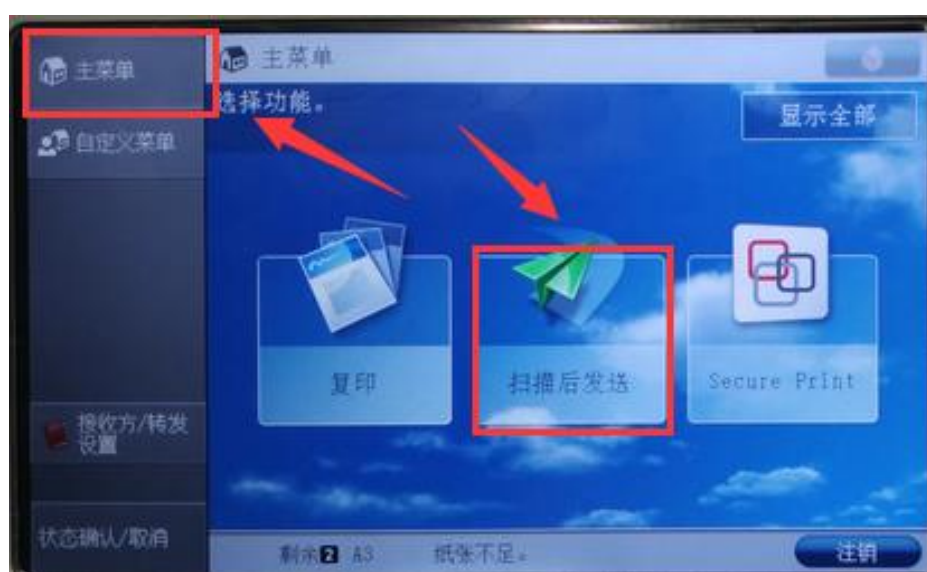 主菜单
主菜单
选择功能。
显示全部
自定义菜单
复印
扫描后发送
Secure Print
接收方/转发
设置
状态确认/取消
剩余2 A3 纸张不足。
注销